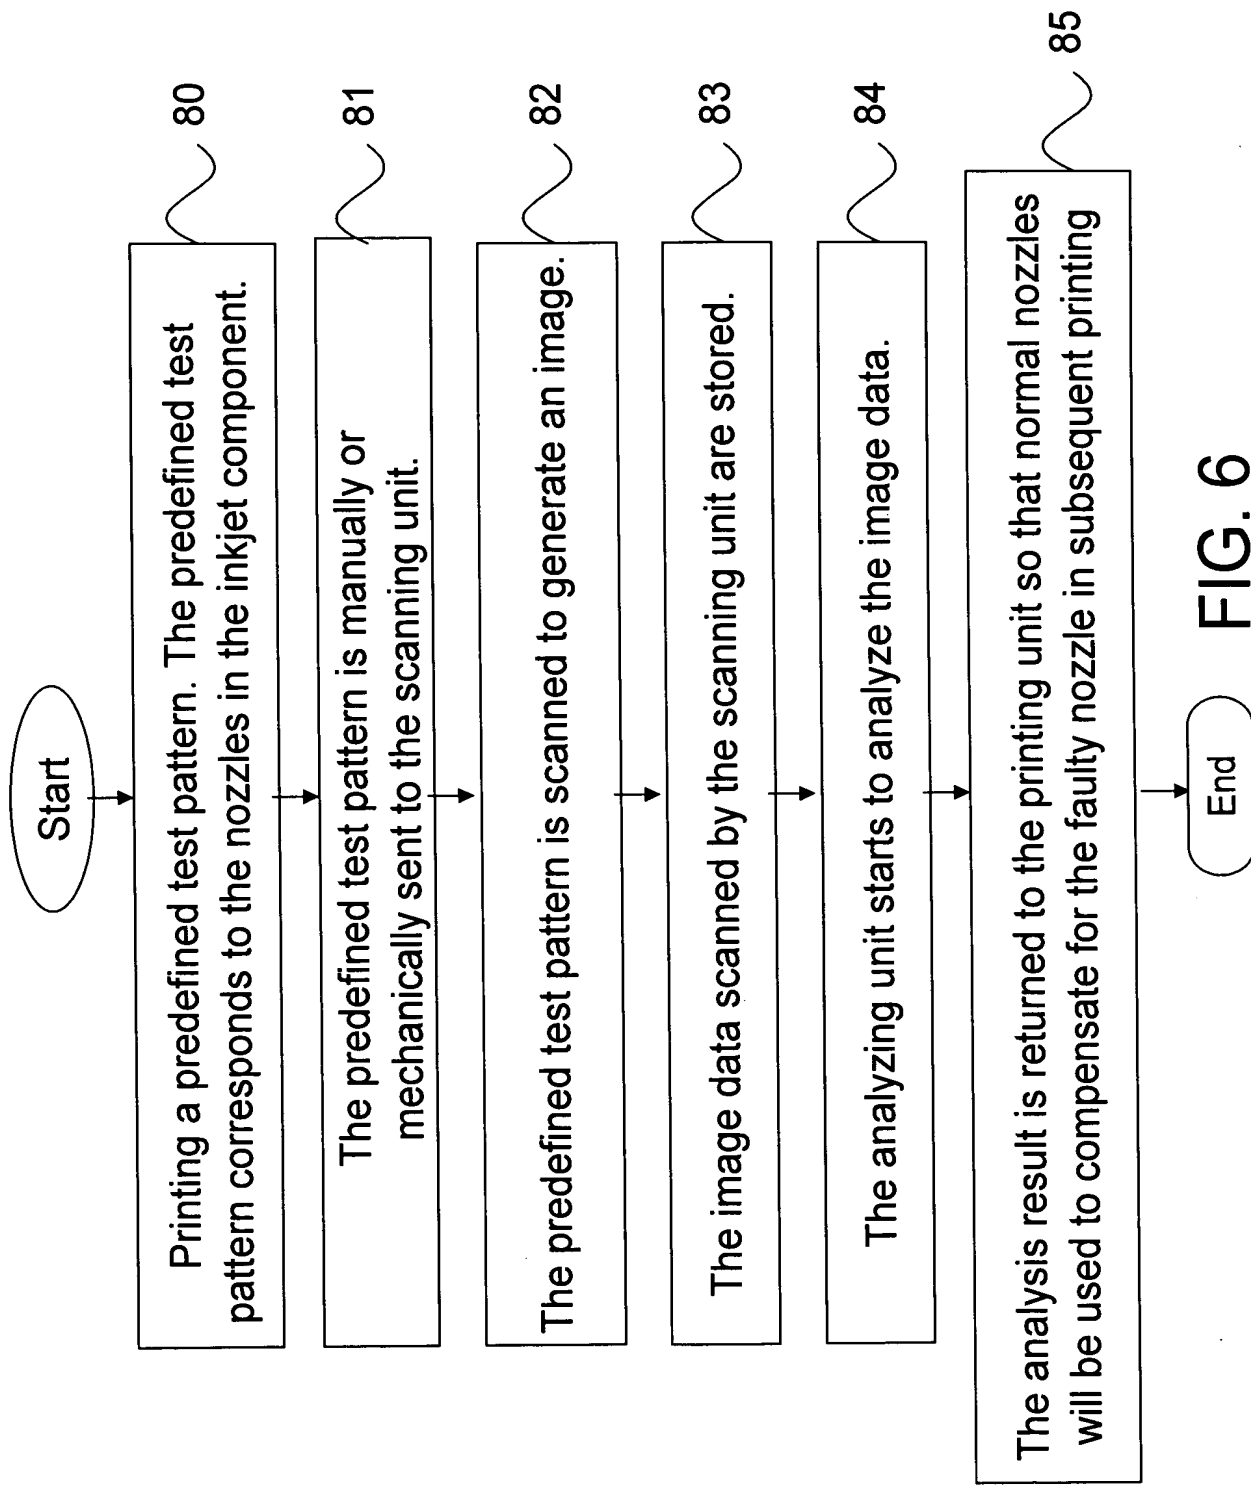 Start
Printing a predefined test pattern. The predefined test
pattern corresponds to the nozzles in the inkjet component.
80
The predefined test pattern is manually or
mechanically sent to the scanning unit.
81
The predefined test pattern is scanned to generate an image.
82
The image data scanned by the scanning unit are stored.
83
The analyzing unit starts to analyze the image data.
84
The analysis result is returned to the printing unit so that normal nozzles
will be used to compensate for the faulty nozzle in subsequent printing
85
End
FIG. 6